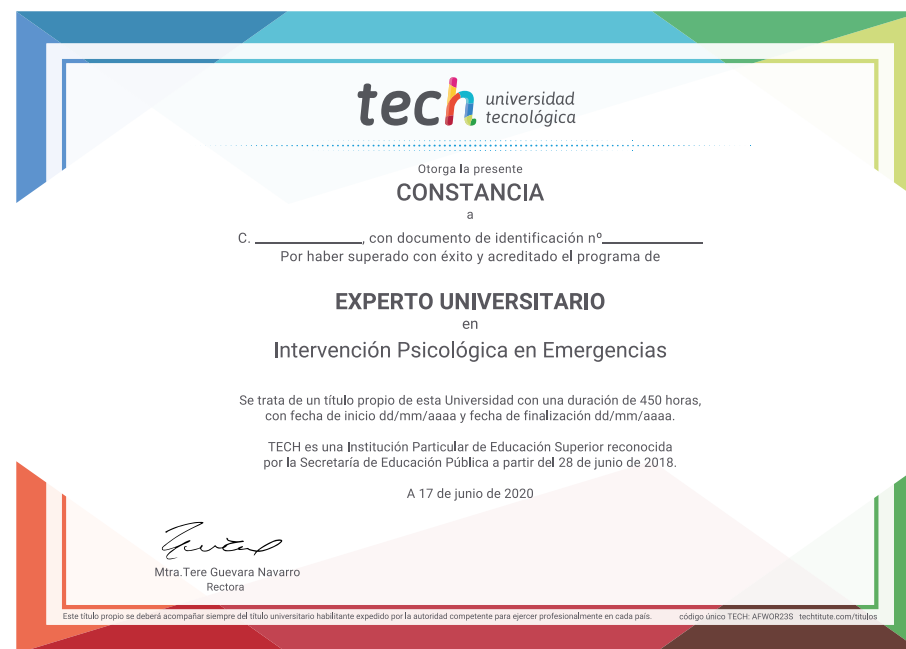 tech universidad
tecnológica
Otorga la presente
CONSTANCIA
a
C. ____________, con documento de identificación nº____________
Por haber superado con éxito y acreditado el programa de
EXPERTO UNIVERSITARIO
en
Intervención Psicológica en Emergencias
Se trata de un título propio de esta Universidad con una duración de 450 horas,
con fecha de inicio dd/mm/aaaa y fecha de finalización dd/mm/aaaa.
TECH es una Institución Particular de Educación Superior reconocida
por la Secretaría de Educación Pública a partir del 28 de junio de 2018.
A 17 de junio de 2020
Mtra.Tere Guevara Navarro
Rectora
Este título propio se deberá acompañar siempre del título universitario habilitante expedido por la autoridad competente para ejercer profesionalmente en cada país. código único TECH: AFWOR23S techtitute.com/titulos